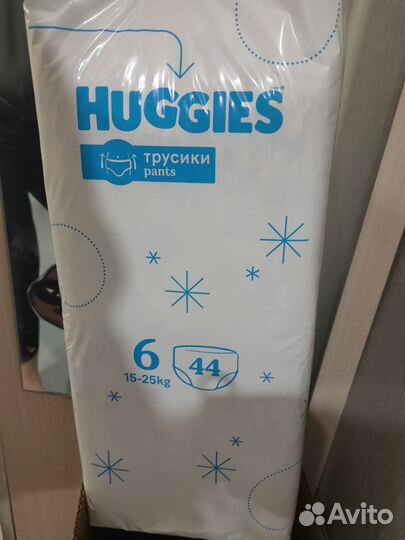 HUGGIES
трусики
pants
6
44
15-25kg
Avito